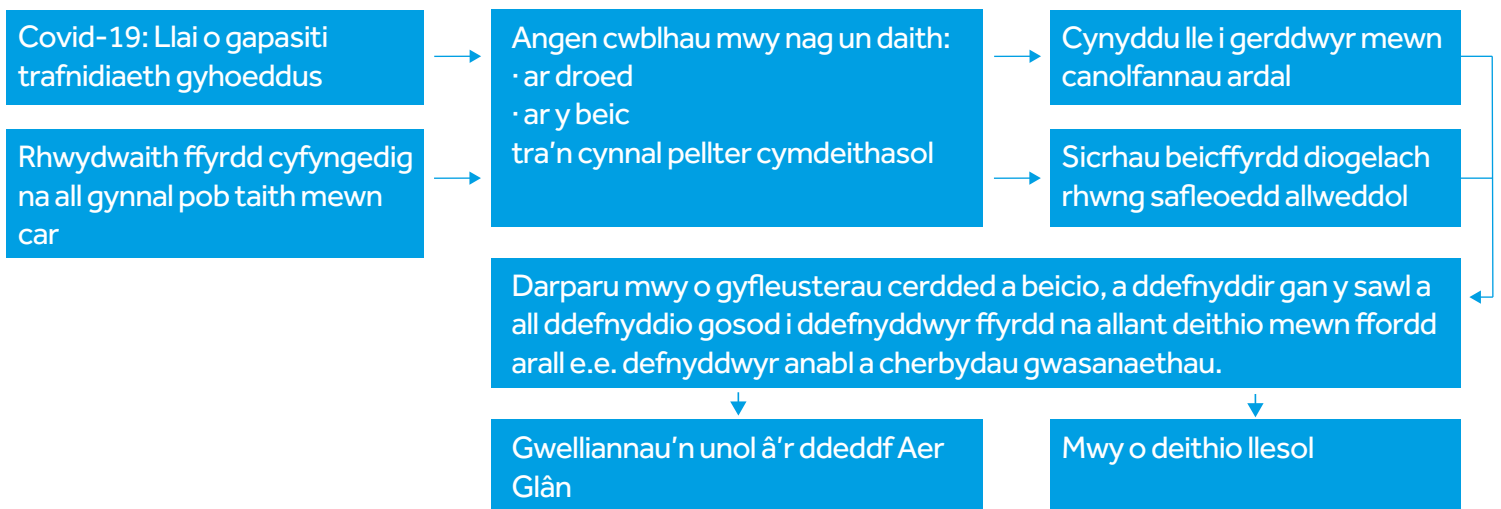 Covid-19: Llai o gapasiti
trafnidiaeth gyhoeddus
Rhwydwaith ffyrdd cyfyngedig
na all gynnal pob taith mewn
car
Angen cwblhau mwy nag un daith:
· ar droed
· ar y beic
tra'n cynnal pellter cymdeithasol
Cynyddu lle i gerddwyr mewn
canolfannau ardal
Sicrhau beicffyrdd diogelach
rhwng safleoedd allweddol
Darparu mwy o gyfleusterau cerdded a beicio, a ddefnyddir gan y sawl a
all ddefnyddio gosod i ddefnyddwyr ffyrdd na allant deithio mewn ffordd
arall e.e. defnyddwyr anabl a cherbydau gwasanaethau.
Gwelliannau'n unol â'r ddeddf Aer
Glân
Mwy o deithio llesol